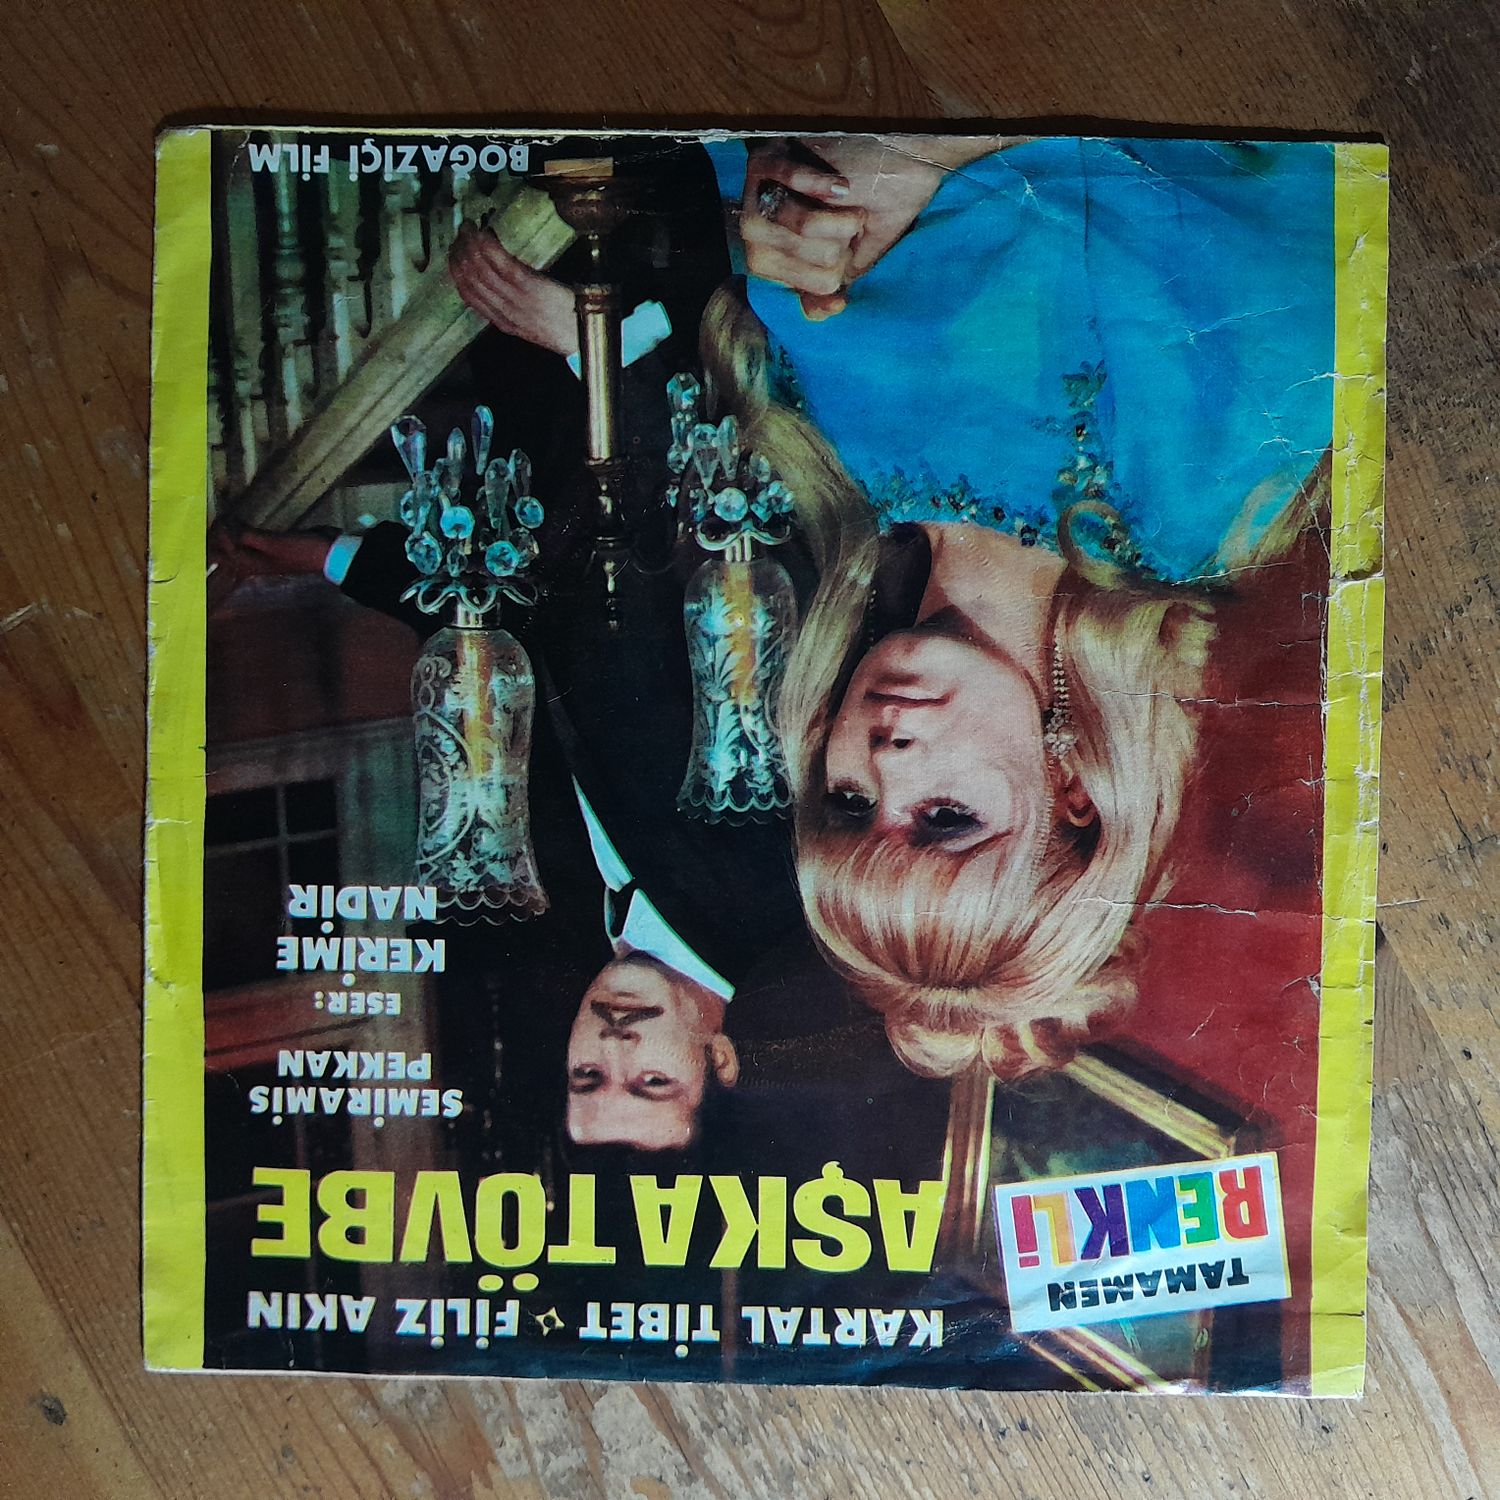 KARTAL TİBET ✧ FİLİZ AKIN
AŞKA TÖVBE
TAMAMEN
RENKLİ
SEMİRAMİS
PEKKAN
ESER:
KERİME
NADİR
BOĞAZİÇİ FİLM